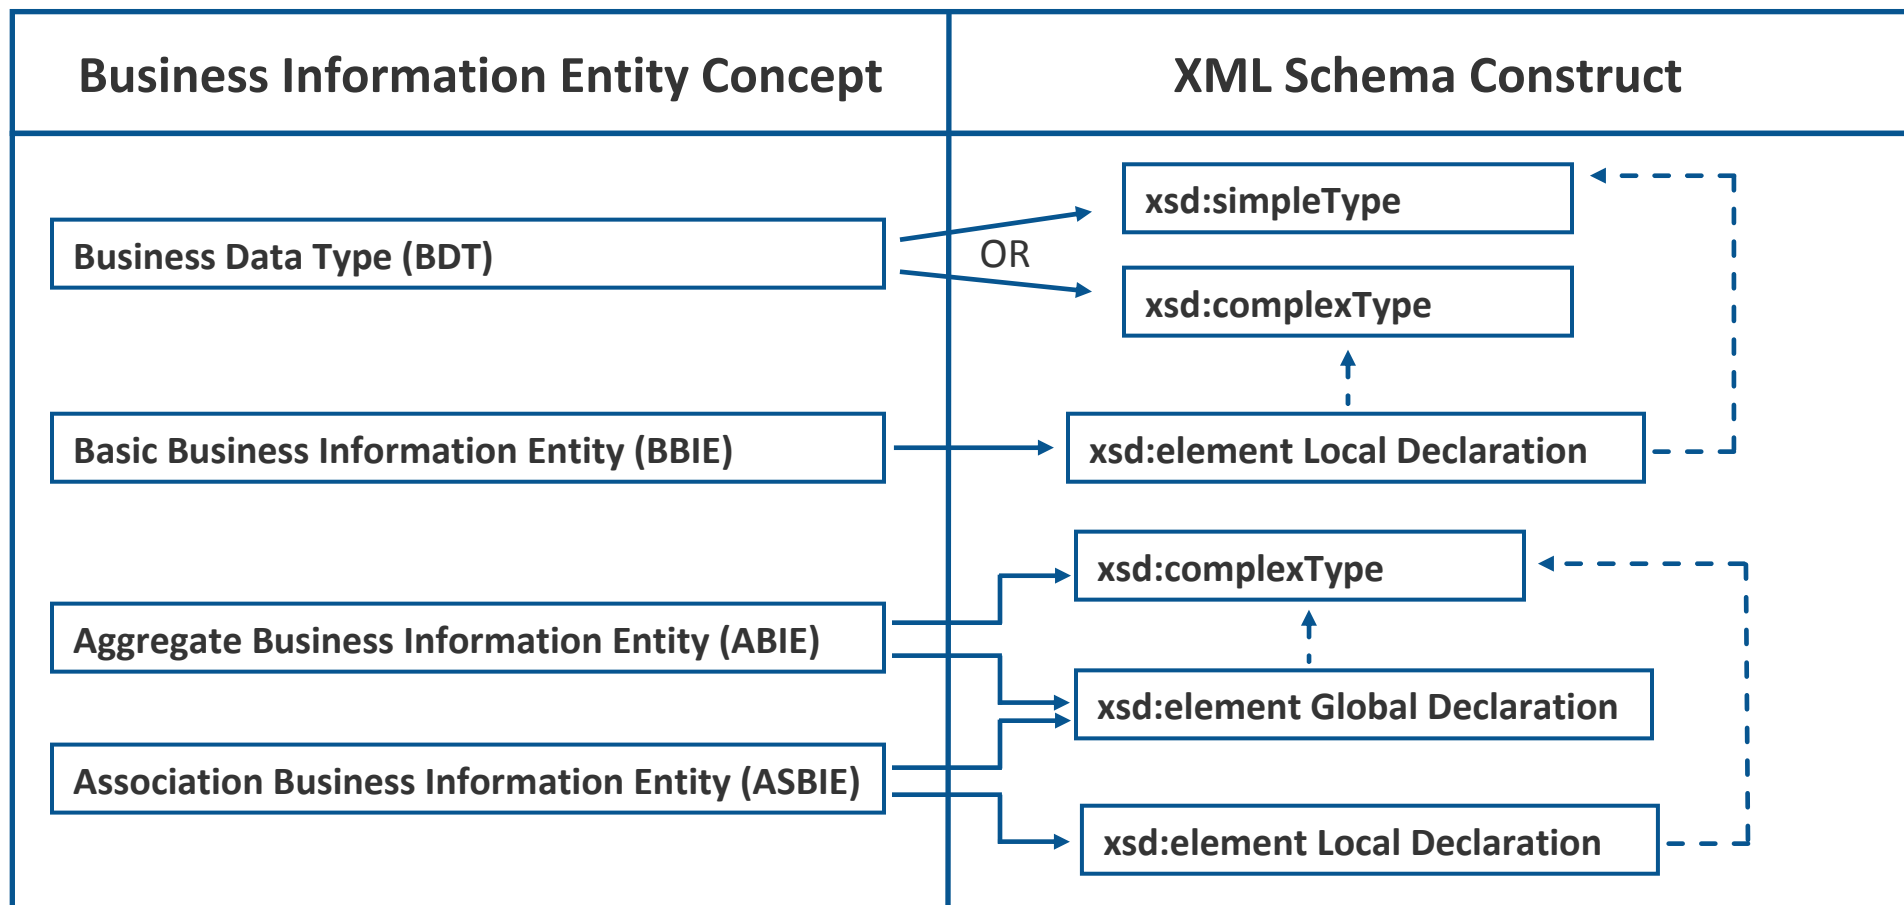 Business Information Entity Concept
XML Schema Construct
Business Data Type (BDT)
OR
xsd:simpleType
xsd:complexType
Basic Business Information Entity (BBIE)
xsd:element Local Declaration
Aggregate Business Information Entity (ABIE)
xsd:complexType
xsd:element Global Declaration
Association Business Information Entity (ASBIE)
xsd:element Local Declaration